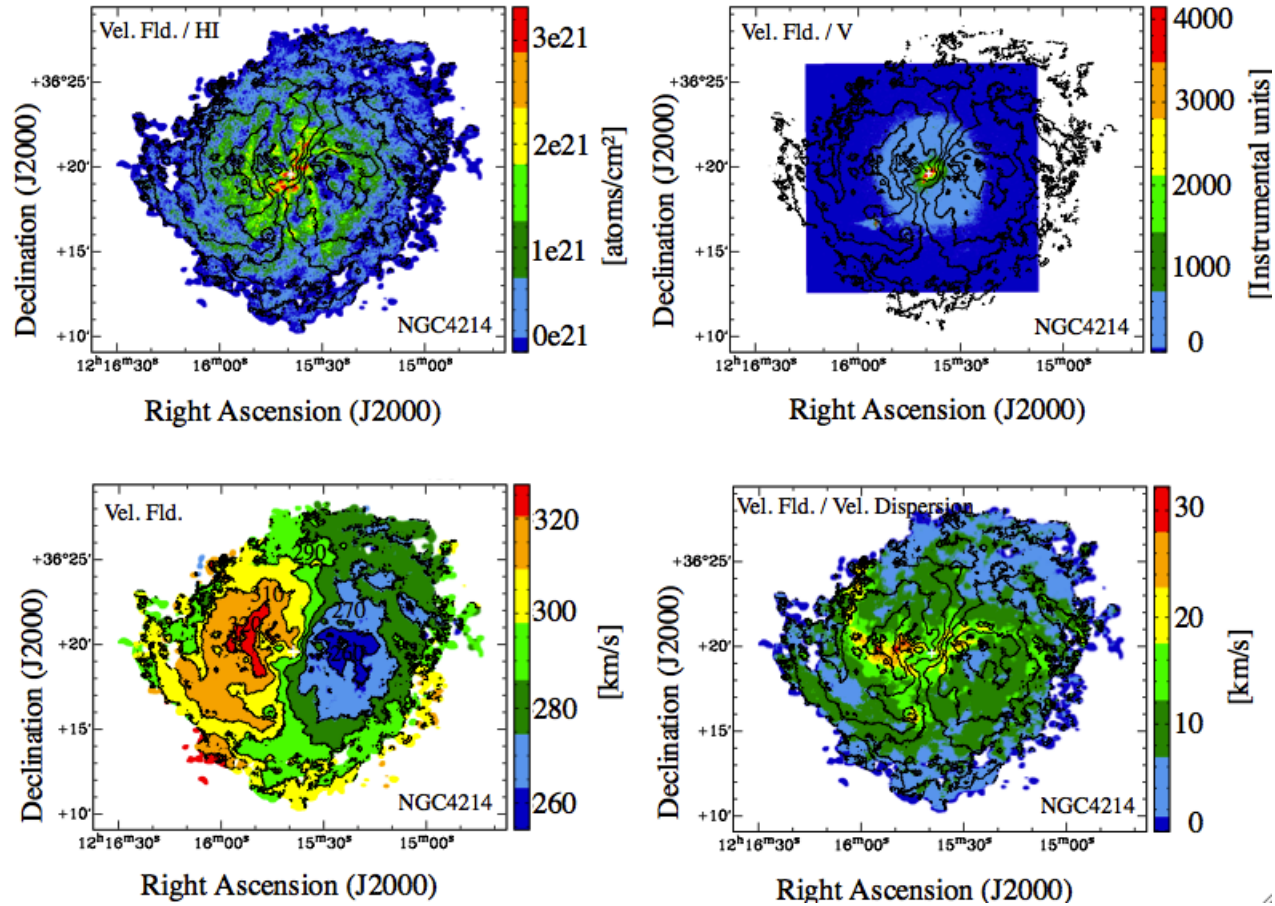 Vel. Fld. / HI
3e21
2e21
1e21
0e21
[atoms/cm²]
+36°25′
+20′
+15′
+10′
Declination (J2000)
NGC4214
12ʰ16ᵐ30ˢ
16ᵐ00ˢ
15ᵐ30ˢ
15ᵐ00ˢ
Right Ascension (J2000)
Vel. Fld. / V
4000
3000
2000
1000
0
[Instrumental units]
+36°25′
+20′
+15′
+10′
Declination (J2000)
NGC4214
12ʰ16ᵐ30ˢ
16ᵐ00ˢ
15ᵐ30ˢ
15ᵐ00ˢ
Right Ascension (J2000)
Vel. Fld.
290
310
270
320
300
280
260
[km/s]
+36°25′
+20′
+15′
+10′
Declination (J2000)
NGC4214
12ʰ16ᵐ30ˢ
16ᵐ00ˢ
15ᵐ30ˢ
15ᵐ00ˢ
Right Ascension (J2000)
Vel. Fld. / Vel. Dispersion
30
20
10
0
[km/s]
+36°25′
+20′
+15′
+10′
Declination (J2000)
NGC4214
12ʰ16ᵐ30ˢ
16ᵐ00ˢ
15ᵐ30ˢ
15ᵐ00ˢ
Right Ascension (J2000)